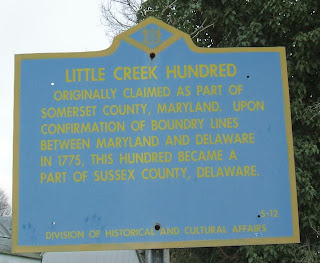 LITTLE CREEK HUNDRED
ORIGINALLY CLAIMED AS PART OF
SOMERSET COUNTY, MARYLAND. UPON
CONFIRMATION OF BOUNDRY LINES
BETWEEN MARYLAND AND DELAWARE
IN 1775, THIS HUNDRED BECAME A
PART OF SUSSEX COUNTY, DELAWARE.
S-12
DIVISION OF HISTORICAL AND CULTURAL AFFAIRS